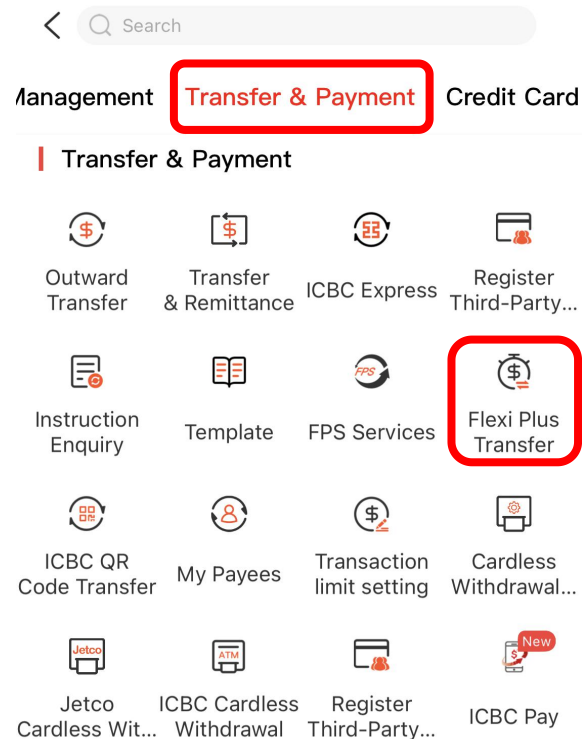 Search
Management Transfer & Payment Credit Card
Transfer & Payment
$ $ $
Outward Transfer ICBC Express Register
Transfer & Remittance Third-Party...
FPS $
Instruction Template FPS Services Flexi Plus
Enquiry Transfer
$
ICBC QR My Payees Transaction Cardless
Code Transfer limit setting Withdrawal...
Jetco ATM $ New
Jetco ICBC Cardless Register ICBC Pay
Cardless Wit... Withdrawal Third-Party...